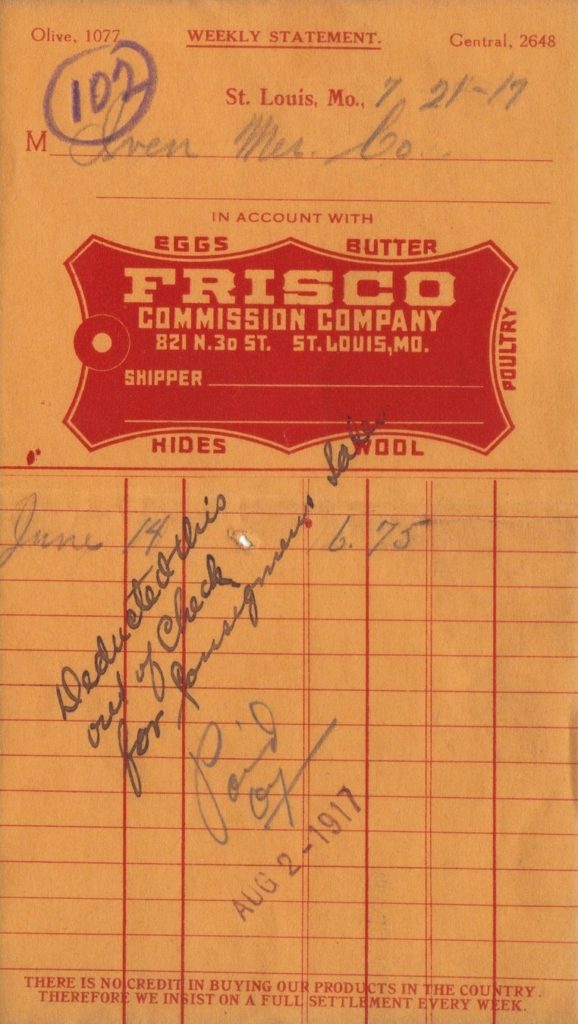 Olive, 1077
WEEKLY STATEMENT.
Central, 2648
102
St. Louis, Mo., 7 21-17
M Oven Mer. Co.
IN ACCOUNT WITH
EGGS BUTTER
FRISCO
COMMISSION COMPANY
821 N. 3D ST. ST. LOUIS, MO.
SHIPPER
POULTRY
HIDES WOOL
June 14 6.75
Deducted this
out of check
for consignment sale
Paid
AUG 2 - 1917
THERE IS NO CREDIT IN BUYING OUR PRODUCTS IN THE COUNTRY.
THEREFORE WE INSIST ON A FULL SETTLEMENT EVERY WEEK.